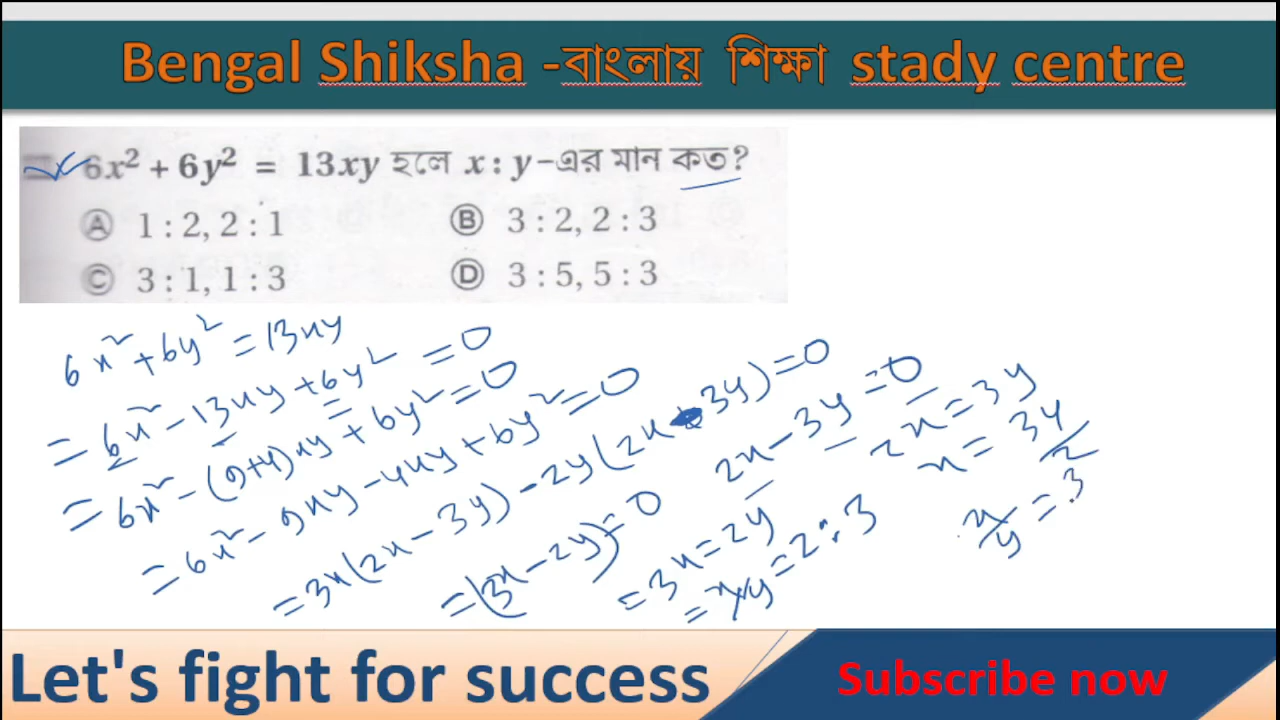 Bengal Shiksha -বাংলায় শিক্ষা stady centre
6x² + 6y² = 13xy হলে x : y -এর মান কত?
Ⓐ 1 : 2, 2 : 1 Ⓑ 3 : 2, 2 : 3
Ⓒ 3 : 1, 1 : 3 Ⓓ 3 : 5, 5 : 3
6x² + 6y² = 13xy
= 6x² - 13xy + 6y² = 0
= 6x² - (9+4)xy + 6y² = 0
= 6x² - 9xy - 4xy + 6y² = 0
= 3x(2x - 3y) - 2y(2x - 3y) = 0
= (3x - 2y) = 0
= 3x = 2y
= x/y = 2 : 3
2x - 3y = 0
2x = 3y
x = 3y/2
x/y = 3
Let's fight for success
Subscribe now